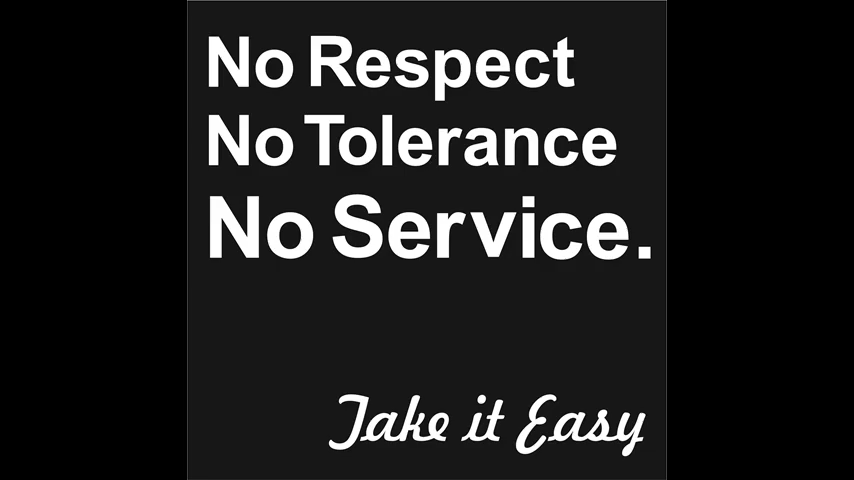 No Respect
No Tolerance
No Service.
Take it Easy